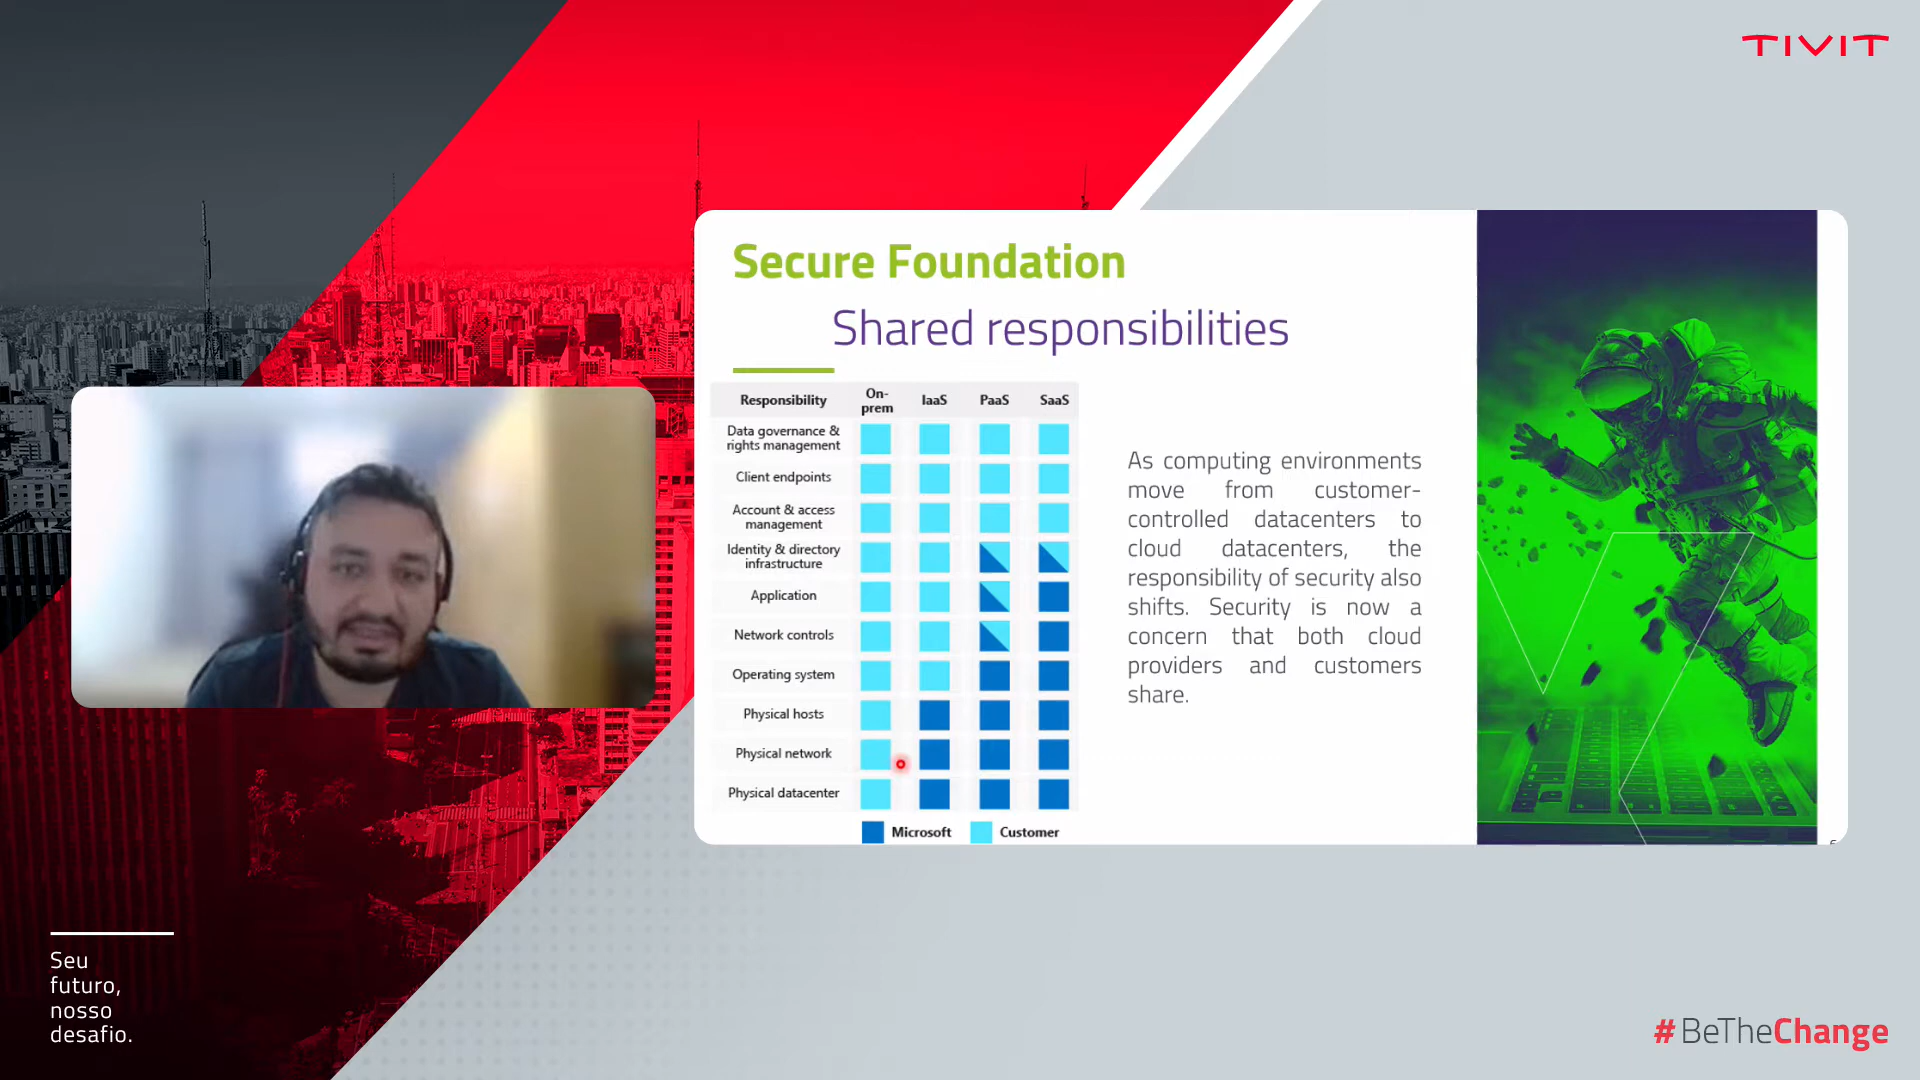 TIVIT
Secure Foundation
Shared responsibilities
Responsibility On-prem IaaS PaaS SaaS
Data governance &
rights management
Client endpoints
Account & access
management
Identity & directory
infrastructure
Application
Network controls
Operating system
Physical hosts
Physical network
Physical datacenter
Microsoft Customer
As computing environments
move from customer-
controlled datacenters to
cloud datacenters, the
responsibility of security also
shifts. Security is now a
concern that both cloud
providers and customers
share.
Seu
futuro,
nosso
desafio.
#BeTheChange